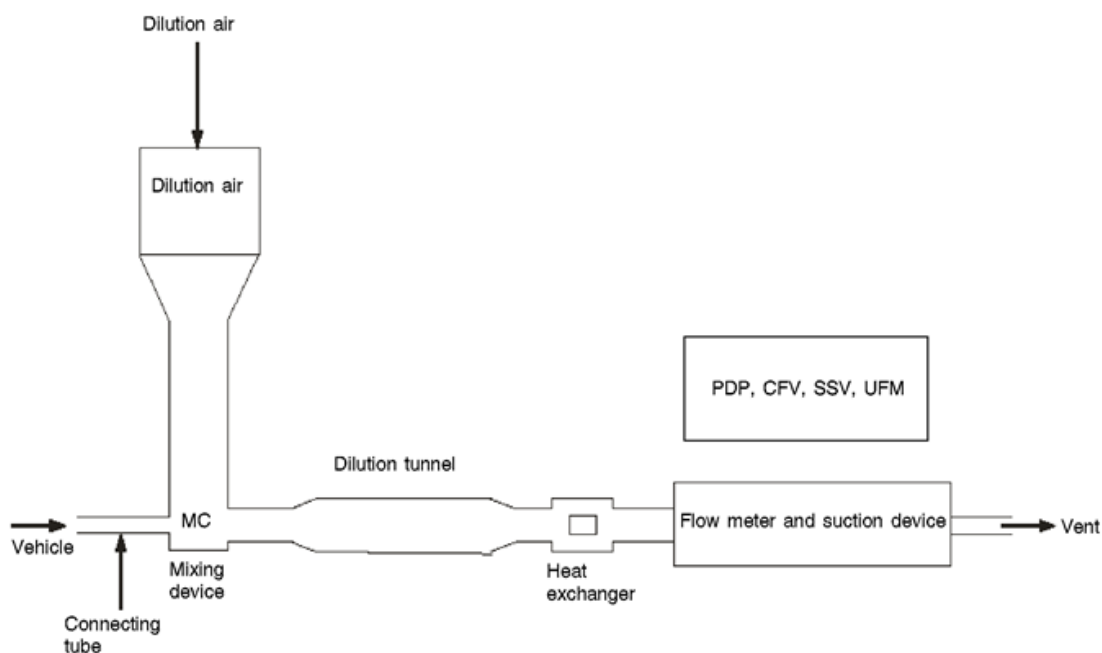 Dilution air
Dilution air
PDP, CFV, SSV, UFM
Dilution tunnel
MC
Flow meter and suction device
Vent
Vehicle
Mixing
device
Heat
exchanger
Connecting
tube